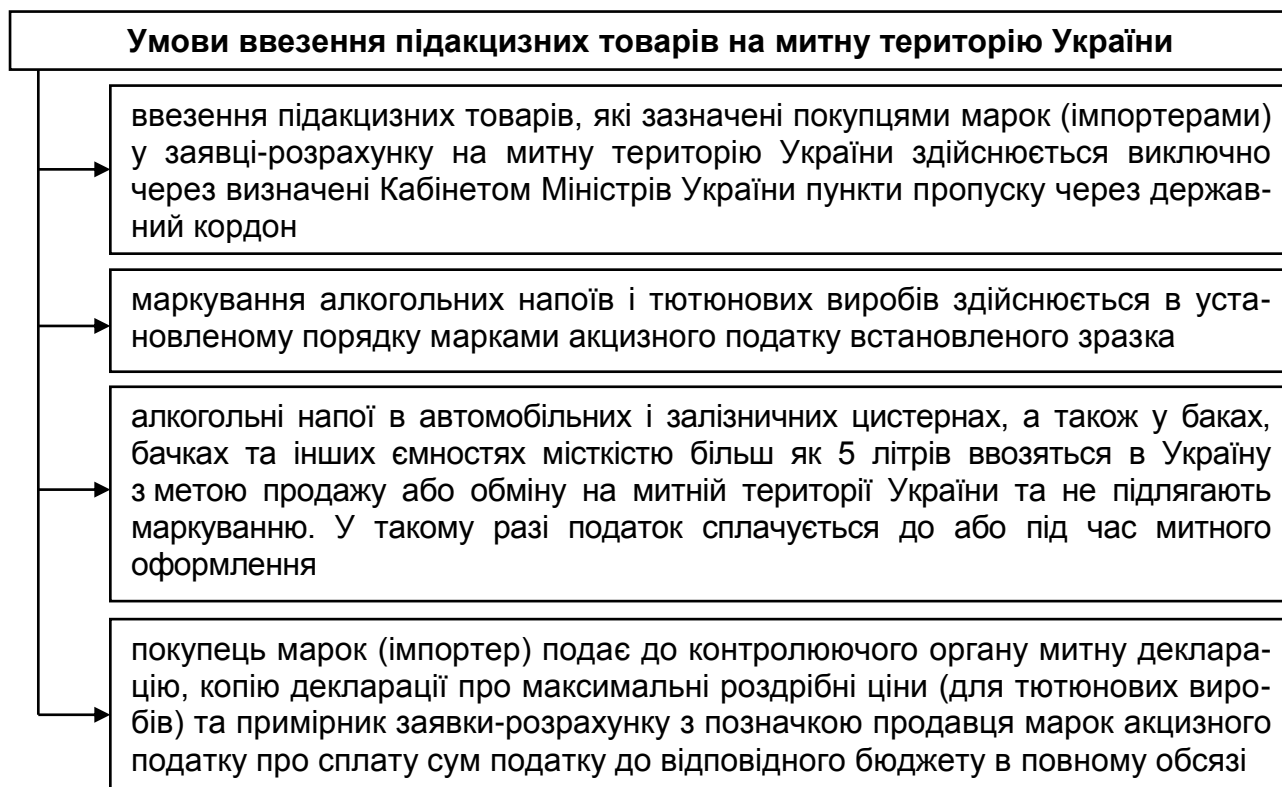 Умови ввезення підакцизних товарів на митну територію України
ввезення підакцизних товарів, які зазначені покупцями марок (імпортерами)
у заявці-розрахунку на митну територію України здійснюється виключно
через визначені Кабінетом Міністрів України пункти пропуску через держав-
ний кордон
маркування алкогольних напоїв і тютюнових виробів здійснюється в уста-
новленому порядку марками акцизного податку встановленого зразка
алкогольні напої в автомобільних і залізничних цистернах, а також у баках,
бачках та інших ємностях місткістю більш як 5 літрів ввозяться в Україну
з метою продажу або обміну на митній території України та не підлягають
маркуванню. У такому разі податок сплачується до або під час митного
оформлення
покупець марок (імпортер) подає до контролюючого органу митну деклара-
цію, копію декларації про максимальні роздрібні ціни (для тютюнових виро-
бів) та примірник заявки-розрахунку з позначкою продавця марок акцизного
податку про сплату сум податку до відповідного бюджету в повному обсязі